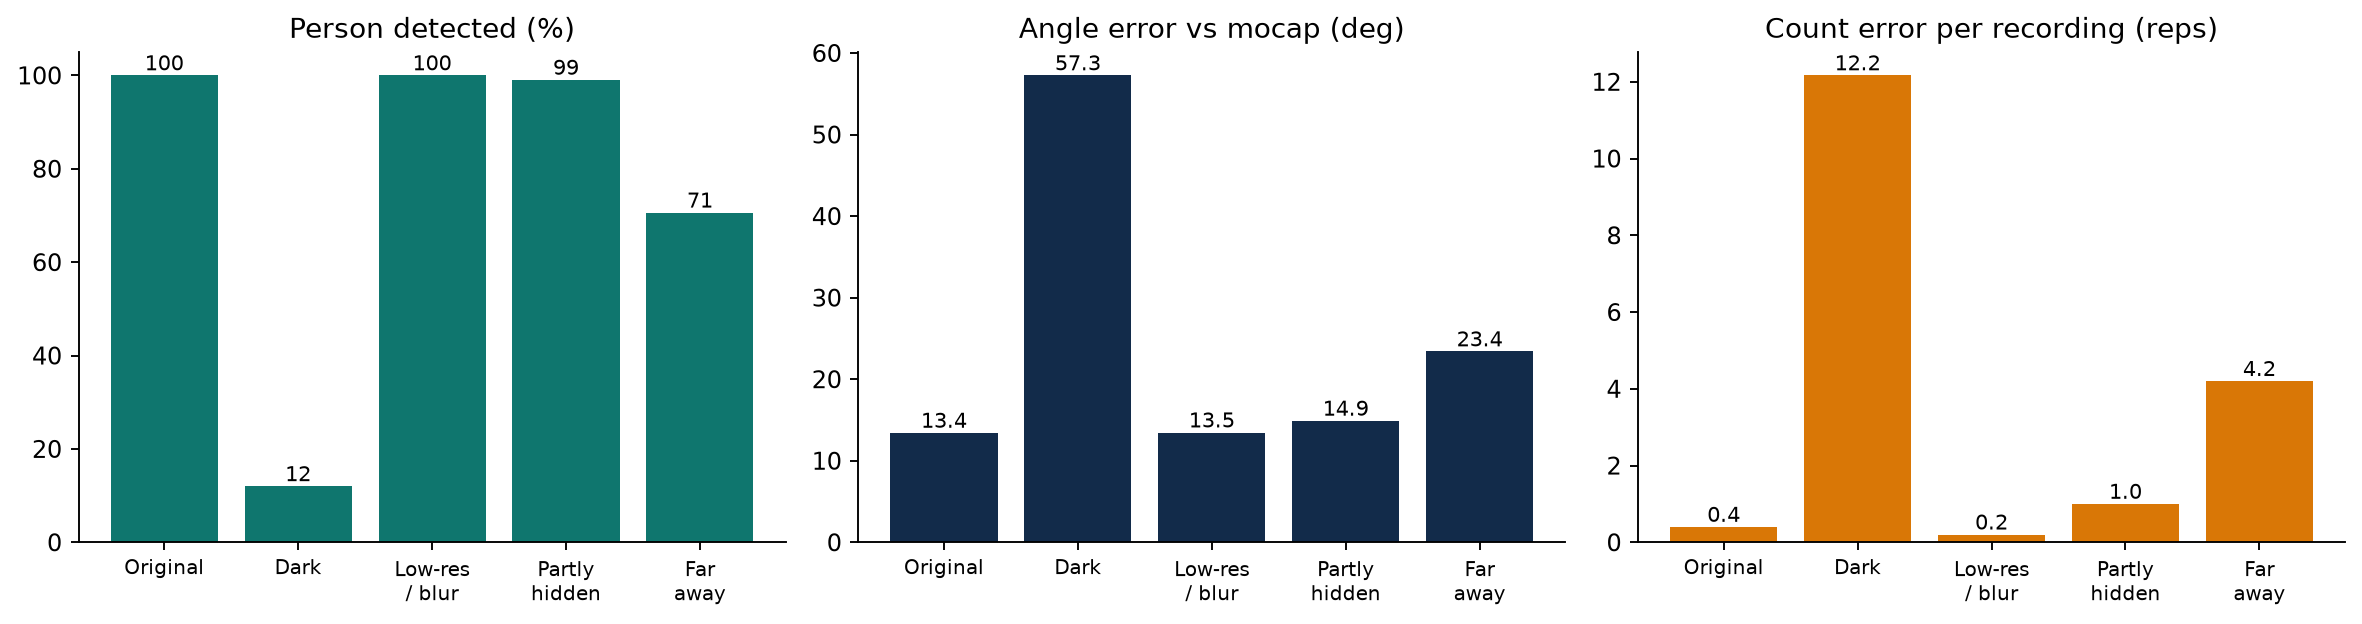 Person detected (%)
100
80
60
40
20
0
100
12
100
99
71
Original
Dark
Low-res
/ blur
Partly
hidden
Far
away
Angle error vs mocap (deg)
60
50
40
30
20
10
0
13.4
57.3
13.5
14.9
23.4
Original
Dark
Low-res
/ blur
Partly
hidden
Far
away
Count error per recording (reps)
12
10
8
6
4
2
0
0.4
12.2
0.2
1.0
4.2
Original
Dark
Low-res
/ blur
Partly
hidden
Far
away